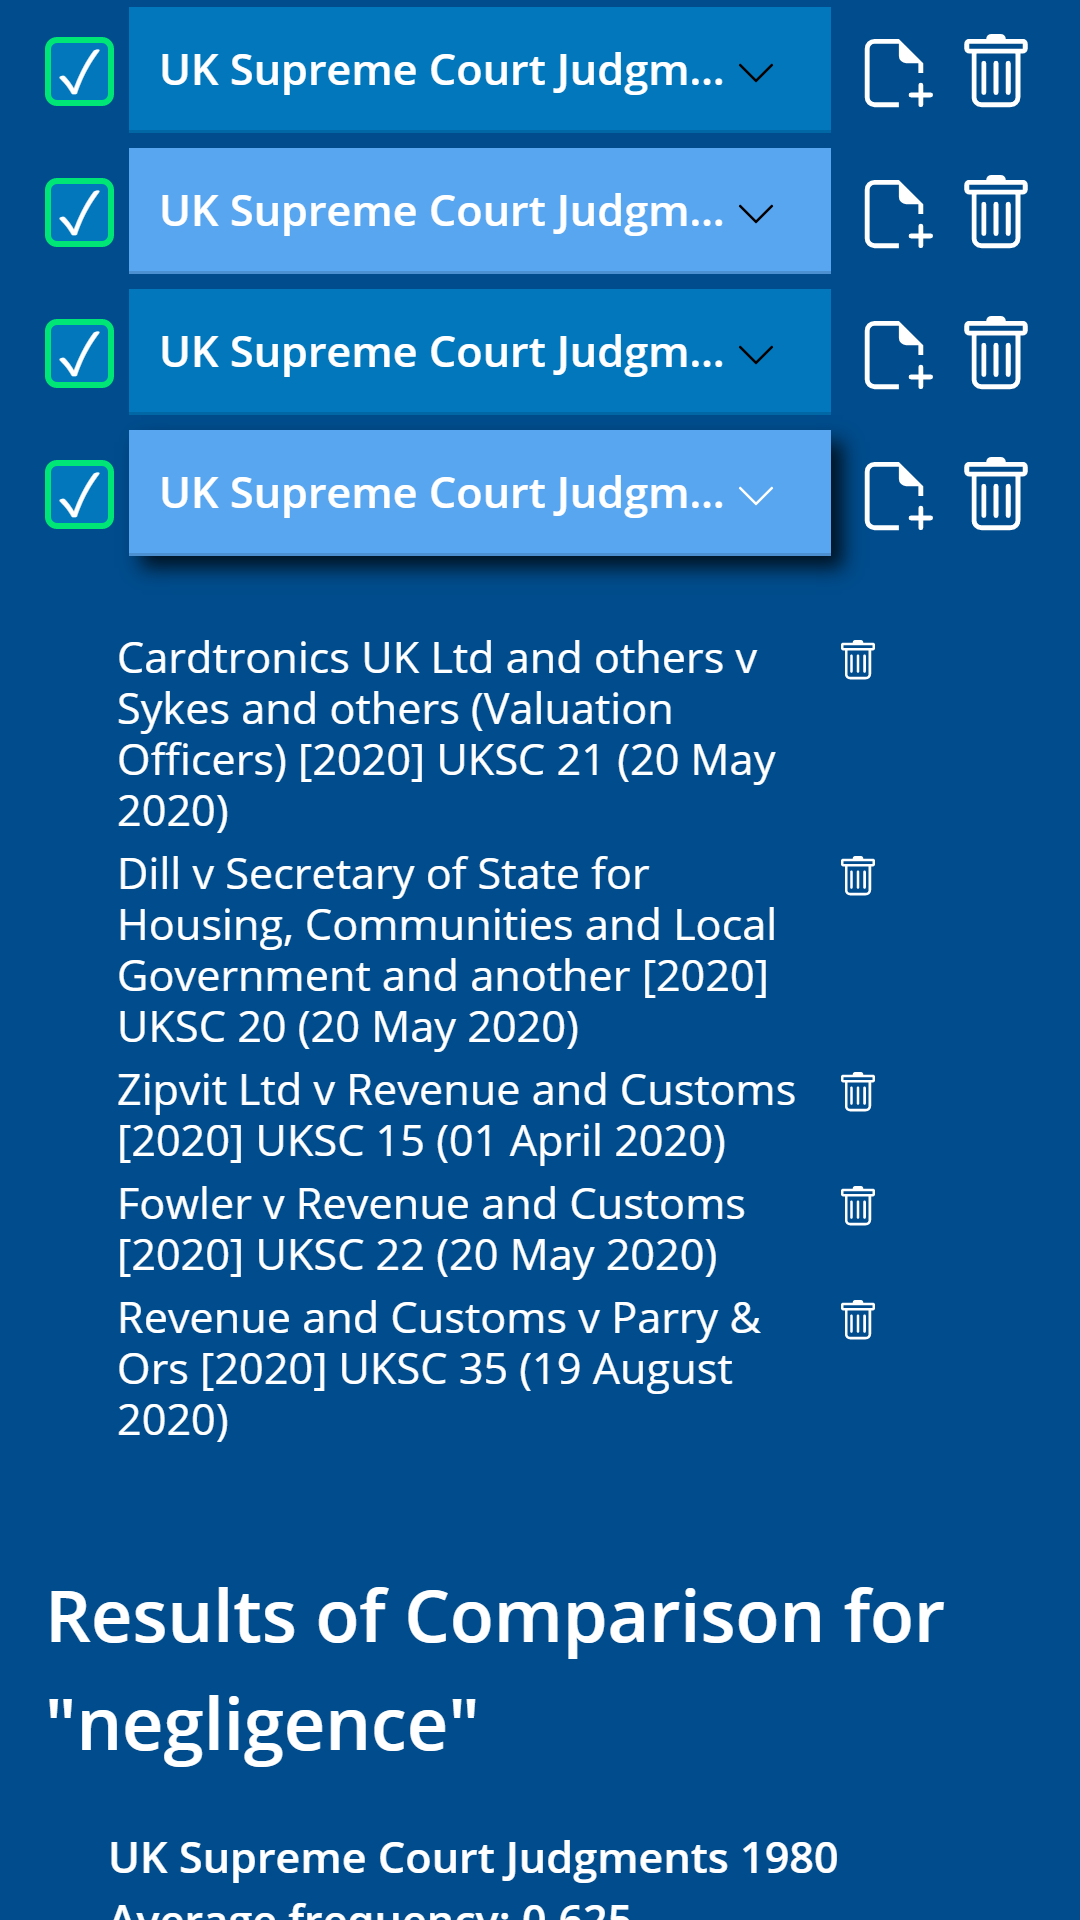 UK Supreme Court Judgm...
UK Supreme Court Judgm...
UK Supreme Court Judgm...
UK Supreme Court Judgm...
Cardtronics UK Ltd and others v
Sykes and others (Valuation
Officers) [2020] UKSC 21 (20 May
2020)
Dill v Secretary of State for
Housing, Communities and Local
Government and another [2020]
UKSC 20 (20 May 2020)
Zipvit Ltd v Revenue and Customs
[2020] UKSC 15 (01 April 2020)
Fowler v Revenue and Customs
[2020] UKSC 22 (20 May 2020)
Revenue and Customs v Parry &
Ors [2020] UKSC 35 (19 August
2020)
Results of Comparison for
"negligence"
UK Supreme Court Judgments 1980
Average frequency: 0.625